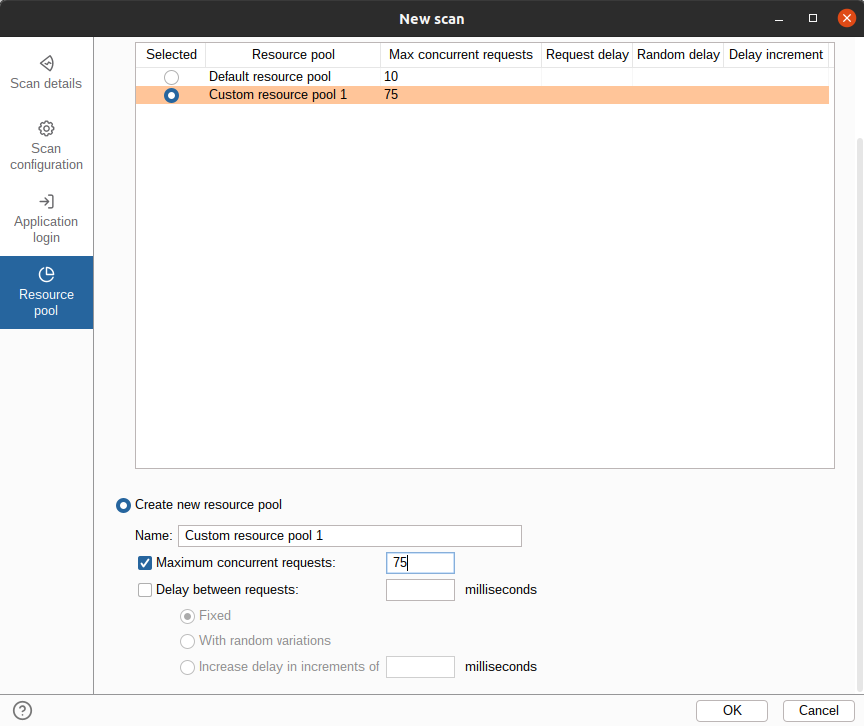 New scan
Scan details
Scan
configuration
Application
login
Resource
pool
Selected Resource pool Max concurrent requests Request delay Random delay Delay increment
Default resource pool 10
Custom resource pool 1 75
Create new resource pool
Name: Custom resource pool 1
Maximum concurrent requests: 75
Delay between requests: milliseconds
Fixed
With random variations
Increase delay in increments of milliseconds
? OK Cancel